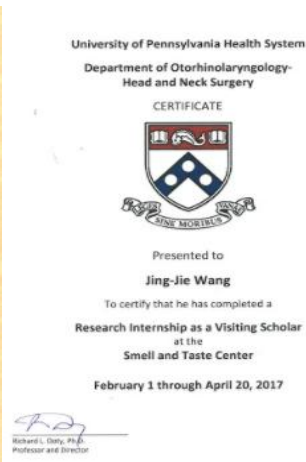 University of Pennsylvania Health System
Department of Otorhinolaryngology-
Head and Neck Surgery
CERTIFICATE
SINE MORIBUS
Presented to
Jing-Jie Wang
To certify that he has completed a
Research Internship as a Visiting Scholar
at the
Smell and Taste Center
February 1 through April 20, 2017
Richard L. Doty, Ph.D.
Professor and Director